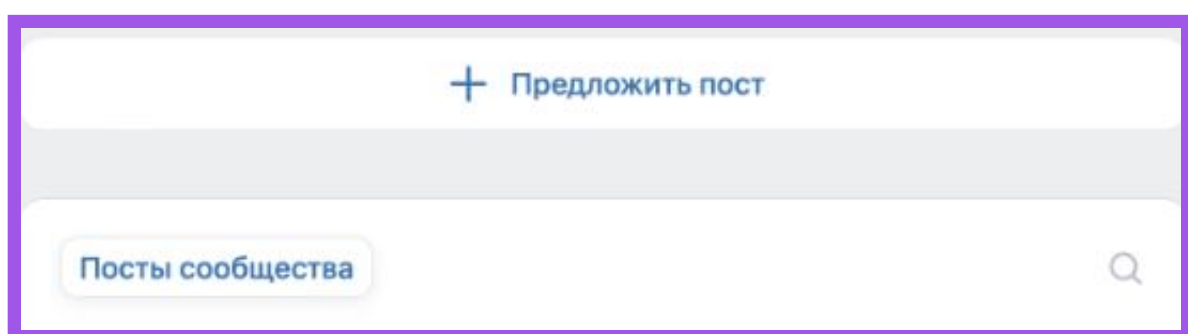 Предложить пост
Посты сообщества